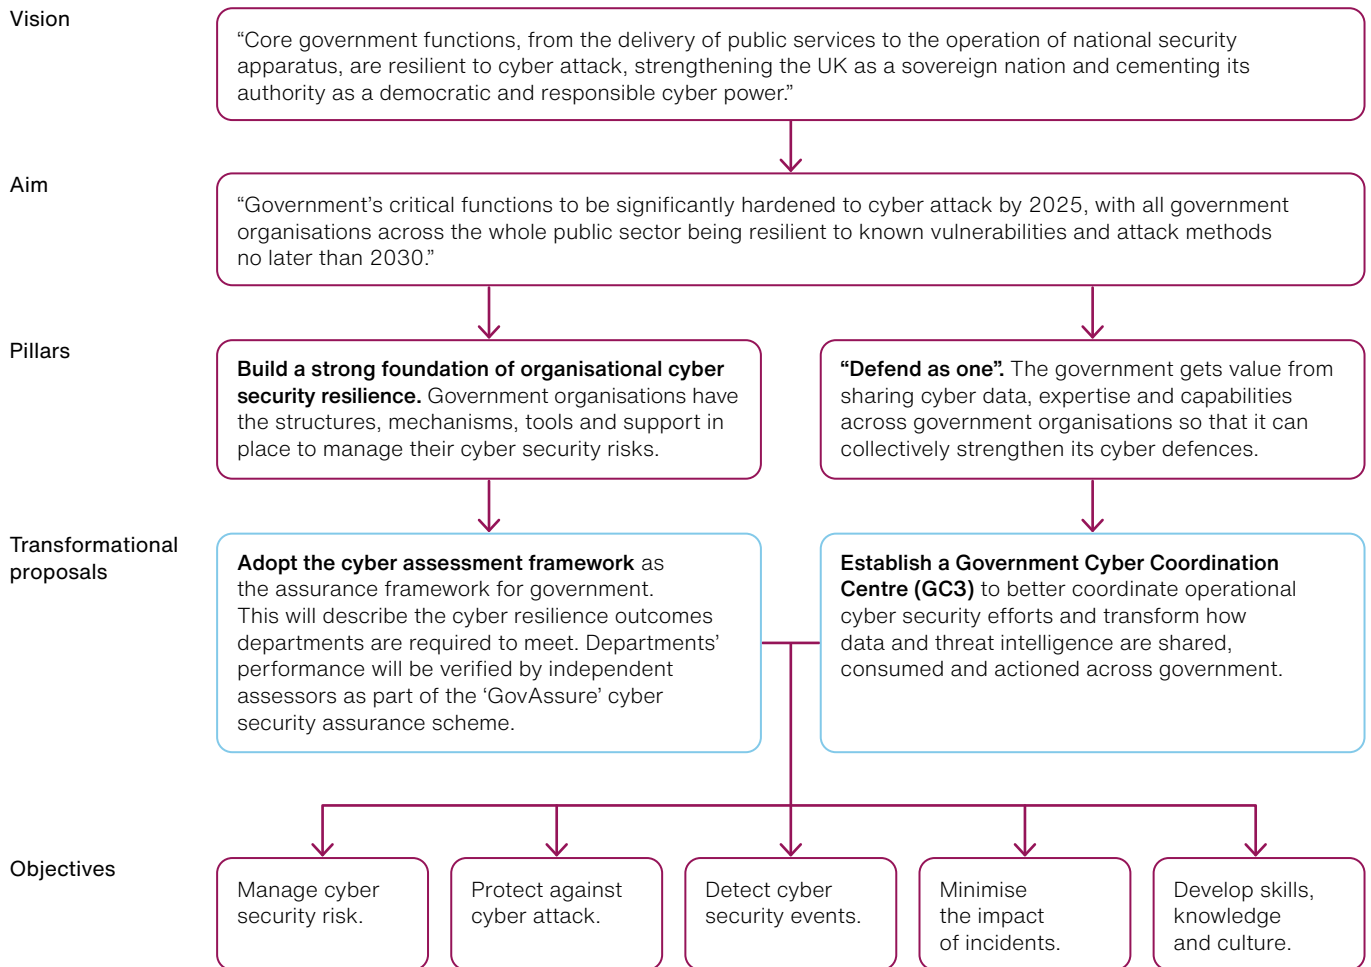 Vision
“Core government functions, from the delivery of public services to the operation of national security
apparatus, are resilient to cyber attack, strengthening the UK as a sovereign nation and cementing its
authority as a democratic and responsible cyber power.”
Aim
“Government’s critical functions to be significantly hardened to cyber attack by 2025, with all government
organisations across the whole public sector being resilient to known vulnerabilities and attack methods
no later than 2030.”
Pillars
Build a strong foundation of organisational cyber
security resilience. Government organisations have
the structures, mechanisms, tools and support in
place to manage their cyber security risks.
“Defend as one”. The government gets value from
sharing cyber data, expertise and capabilities
across government organisations so that it can
collectively strengthen its cyber defences.
Transformational
proposals
Adopt the cyber assessment framework as
the assurance framework for government.
This will describe the cyber resilience outcomes
departments are required to meet. Departments’
performance will be verified by independent
assessors as part of the ‘GovAssure’ cyber
security assurance scheme.
Establish a Government Cyber Coordination
Centre (GC3) to better coordinate operational
cyber security efforts and transform how
data and threat intelligence are shared,
consumed and actioned across government.
Objectives
Manage cyber
security risk.
Protect against
cyber attack.
Detect cyber
security events.
Minimise
the impact
of incidents.
Develop skills,
knowledge
and culture.